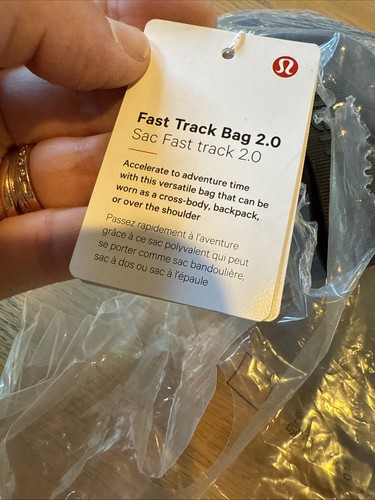 Fast Track Bag 2.0
Sac Fast track 2.0
Accelerate to adventure time
with this versatile bag that can be
worn as a cross-body, backpack,
or over the shoulder
Passez rapidement à l'aventure
grâce à ce sac polyvalent qui peut
se porter comme sac bandoulière,
sac à dos ou sac à l'épaule